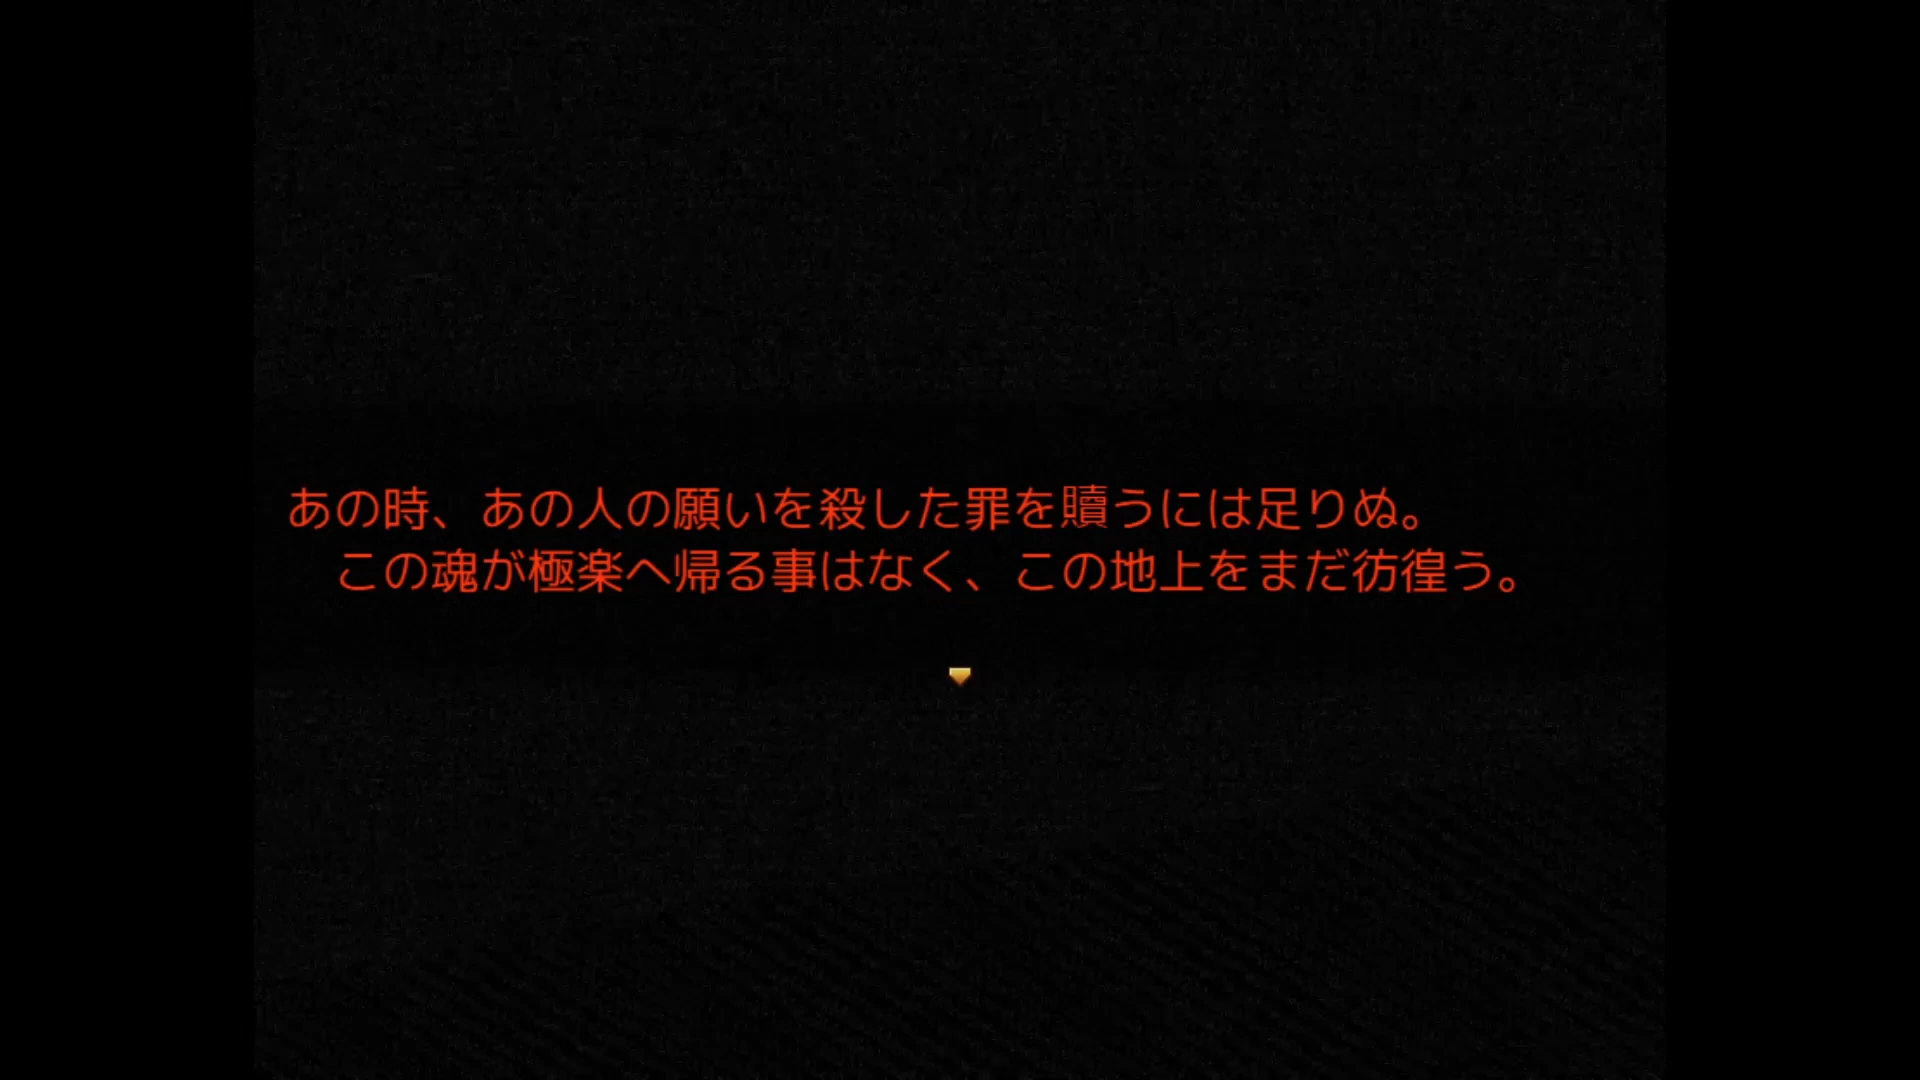 あの時、あの人の願いを殺した罪を贖うには足りぬ。
この魂が極楽へ帰る事はなく、この地上をまだ彷徨う。